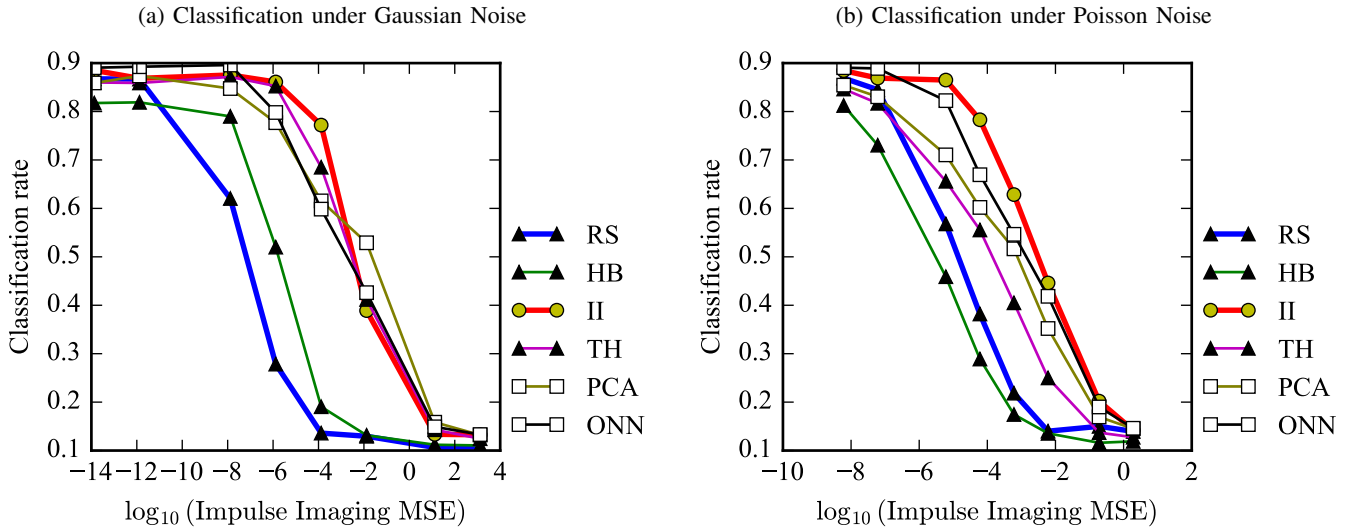 (a) Classification under Gaussian Noise
0.9
0.8
0.7
0.6
0.5
0.4
0.3
0.2
0.1
Classification rate
−14 −12 −10 −8 −6 −4 −2 0 2 4
log₁₀ (Impulse Imaging MSE)
RS
HB
II
TH
PCA
ONN
(b) Classification under Poisson Noise
0.9
0.8
0.7
0.6
0.5
0.4
0.3
0.2
0.1
Classification rate
−10 −8 −6 −4 −2 0 2
log₁₀ (Impulse Imaging MSE)
RS
HB
II
TH
PCA
ONN